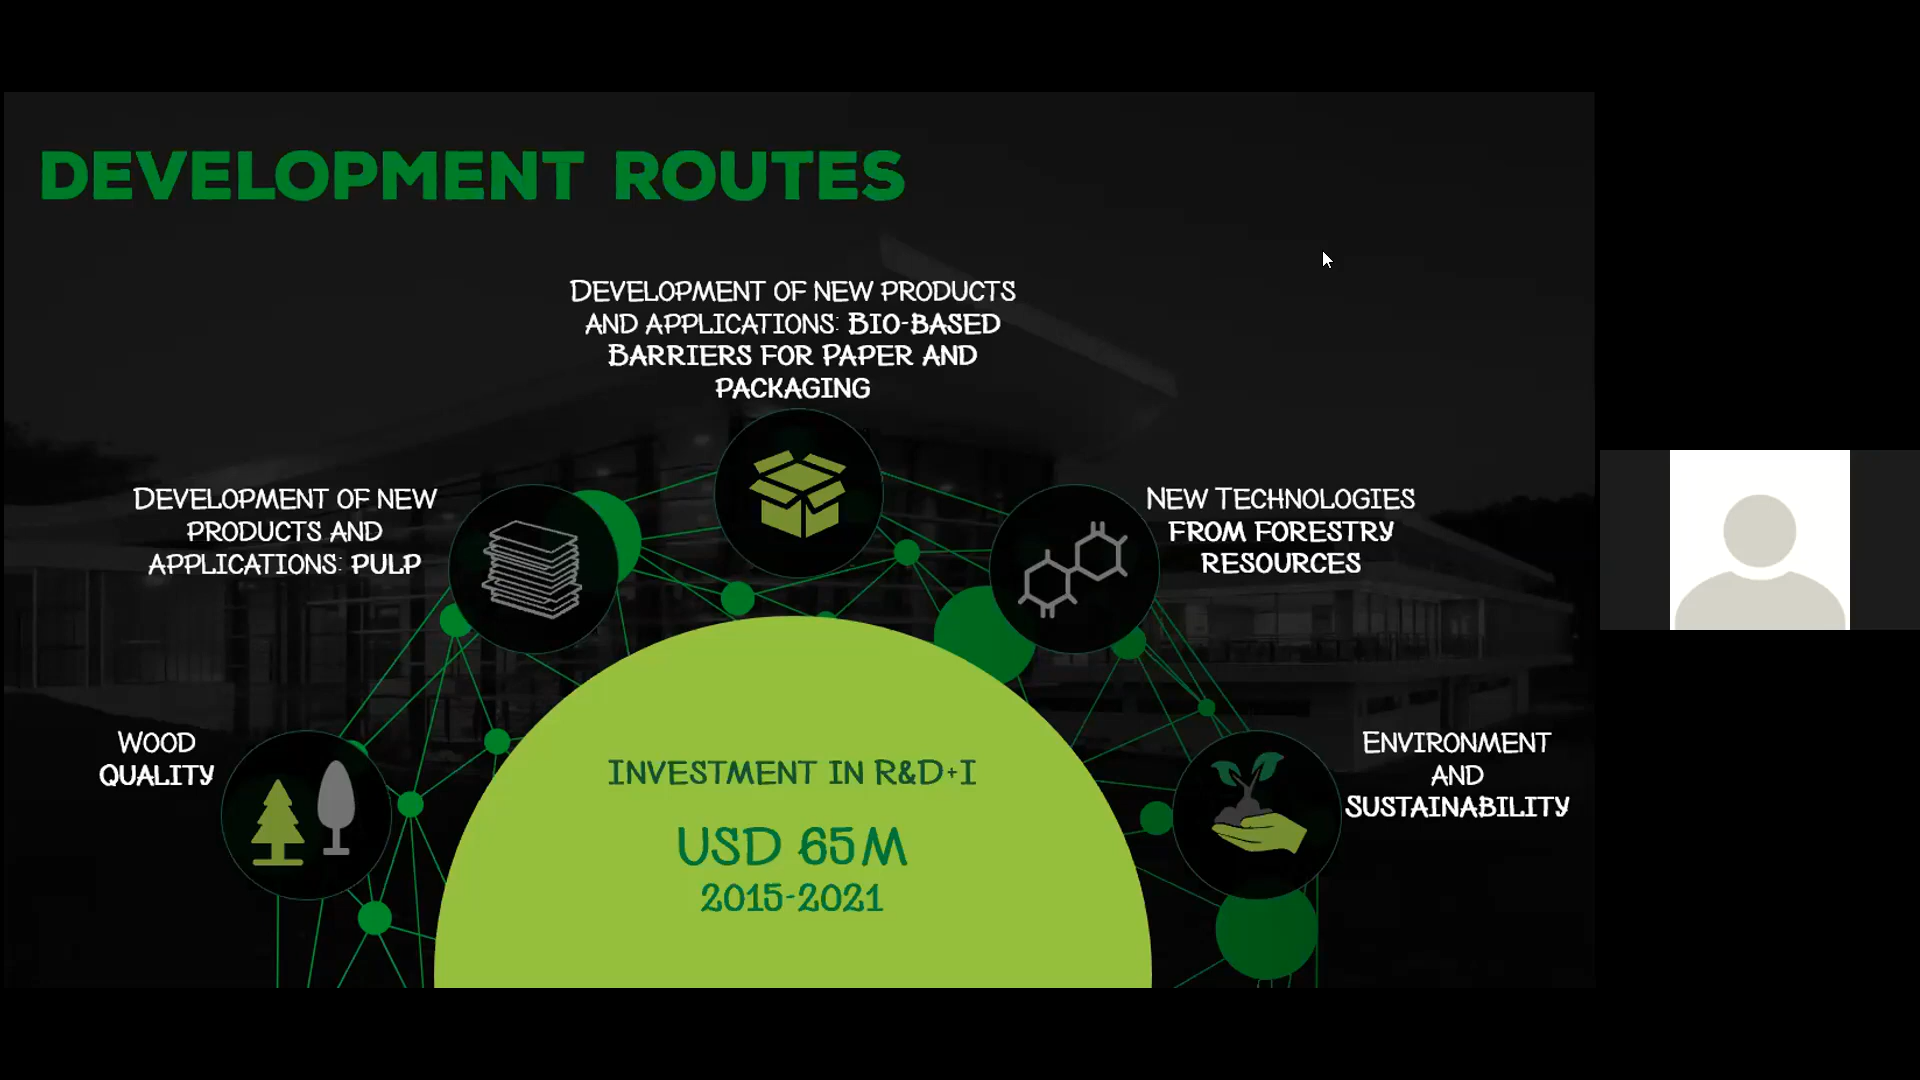 DEVELOPMENT ROUTES
DEVELOPMENT OF NEW PRODUCTS
AND APPLICATIONS: BIO-BASED
BARRIERS FOR PAPER AND
PACKAGING
DEVELOPMENT OF NEW
PRODUCTS AND
APPLICATIONS: PULP
NEW TECHNOLOGIES
FROM FORESTRY
RESOURCES
WOOD
QUALITY
ENVIRONMENT
AND
SUSTAINABILITY
INVESTMENT IN R&D+I
USD 65M
2015-2021